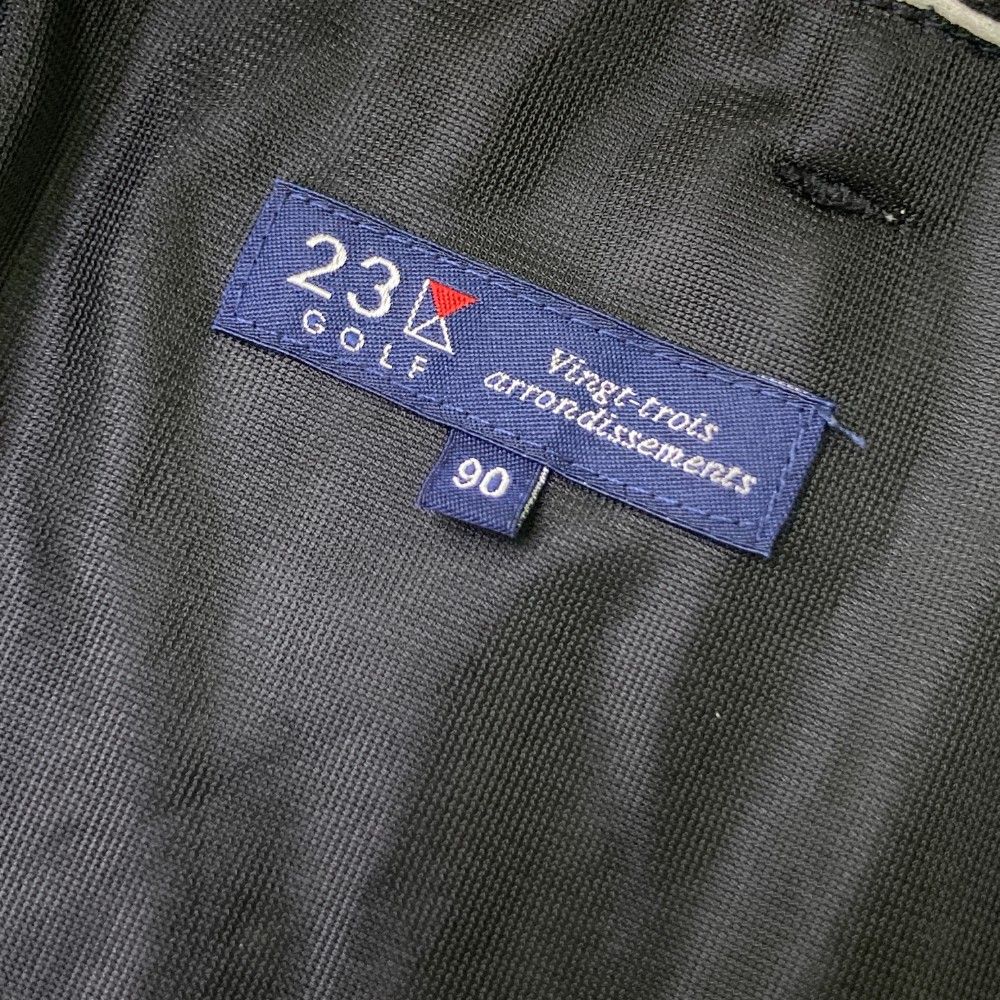 23
GOLF
Vingt-trois
arrondissements
90